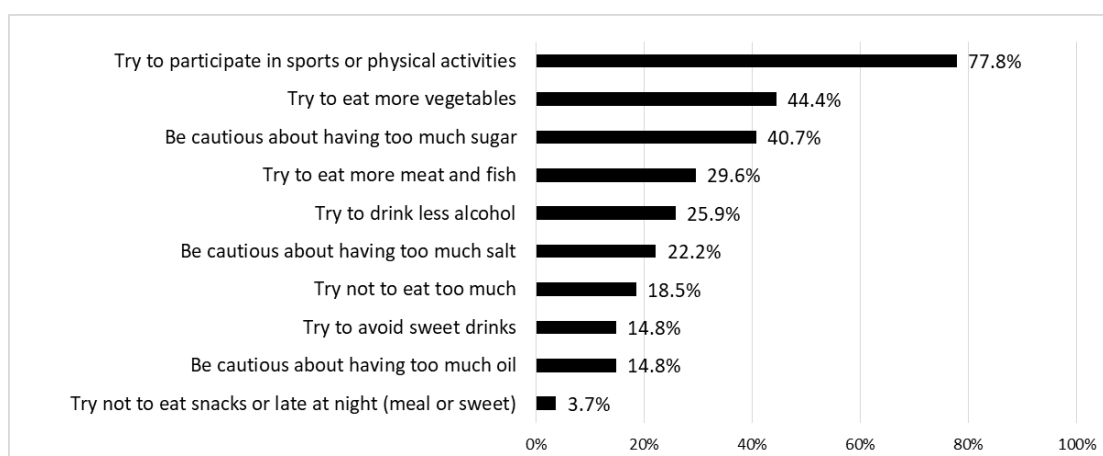 Try to participate in sports or physical activities 77.8%
Try to eat more vegetables 44.4%
Be cautious about having too much sugar 40.7%
Try to eat more meat and fish 29.6%
Try to drink less alcohol 25.9%
Be cautious about having too much salt 22.2%
Try not to eat too much 18.5%
Try to avoid sweet drinks 14.8%
Be cautious about having too much oil 14.8%
Try not to eat snacks or late at night (meal or sweet) 3.7%
0% 20% 40% 60% 80% 100%